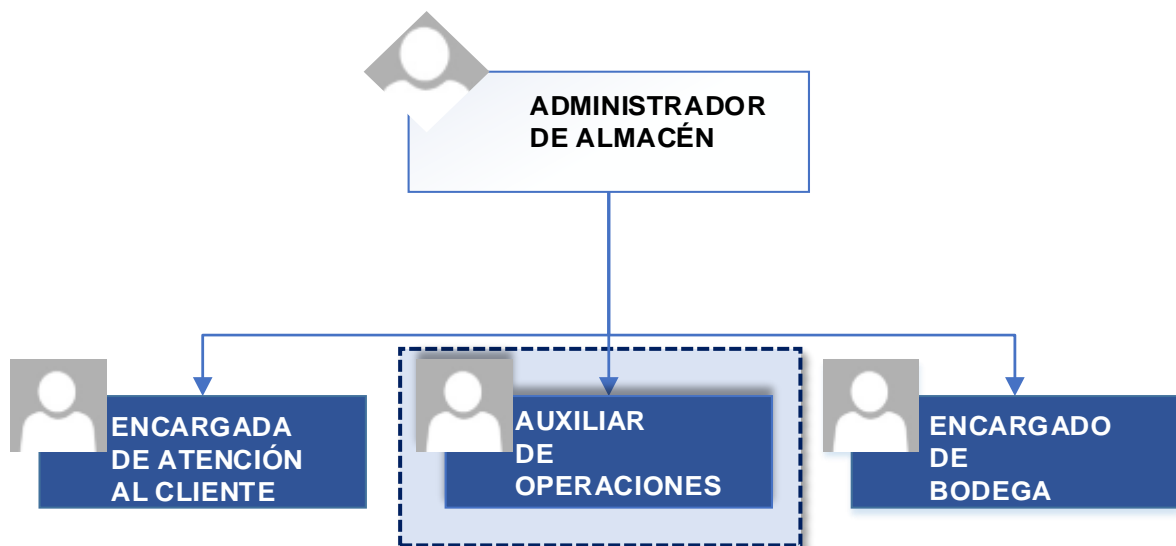 ADMINISTRADOR
DE ALMACÉN
ENCARGADA
DE ATENCIÓN
AL CLIENTE
AUXILIAR
DE
OPERACIONES
ENCARGADO
DE
BODEGA